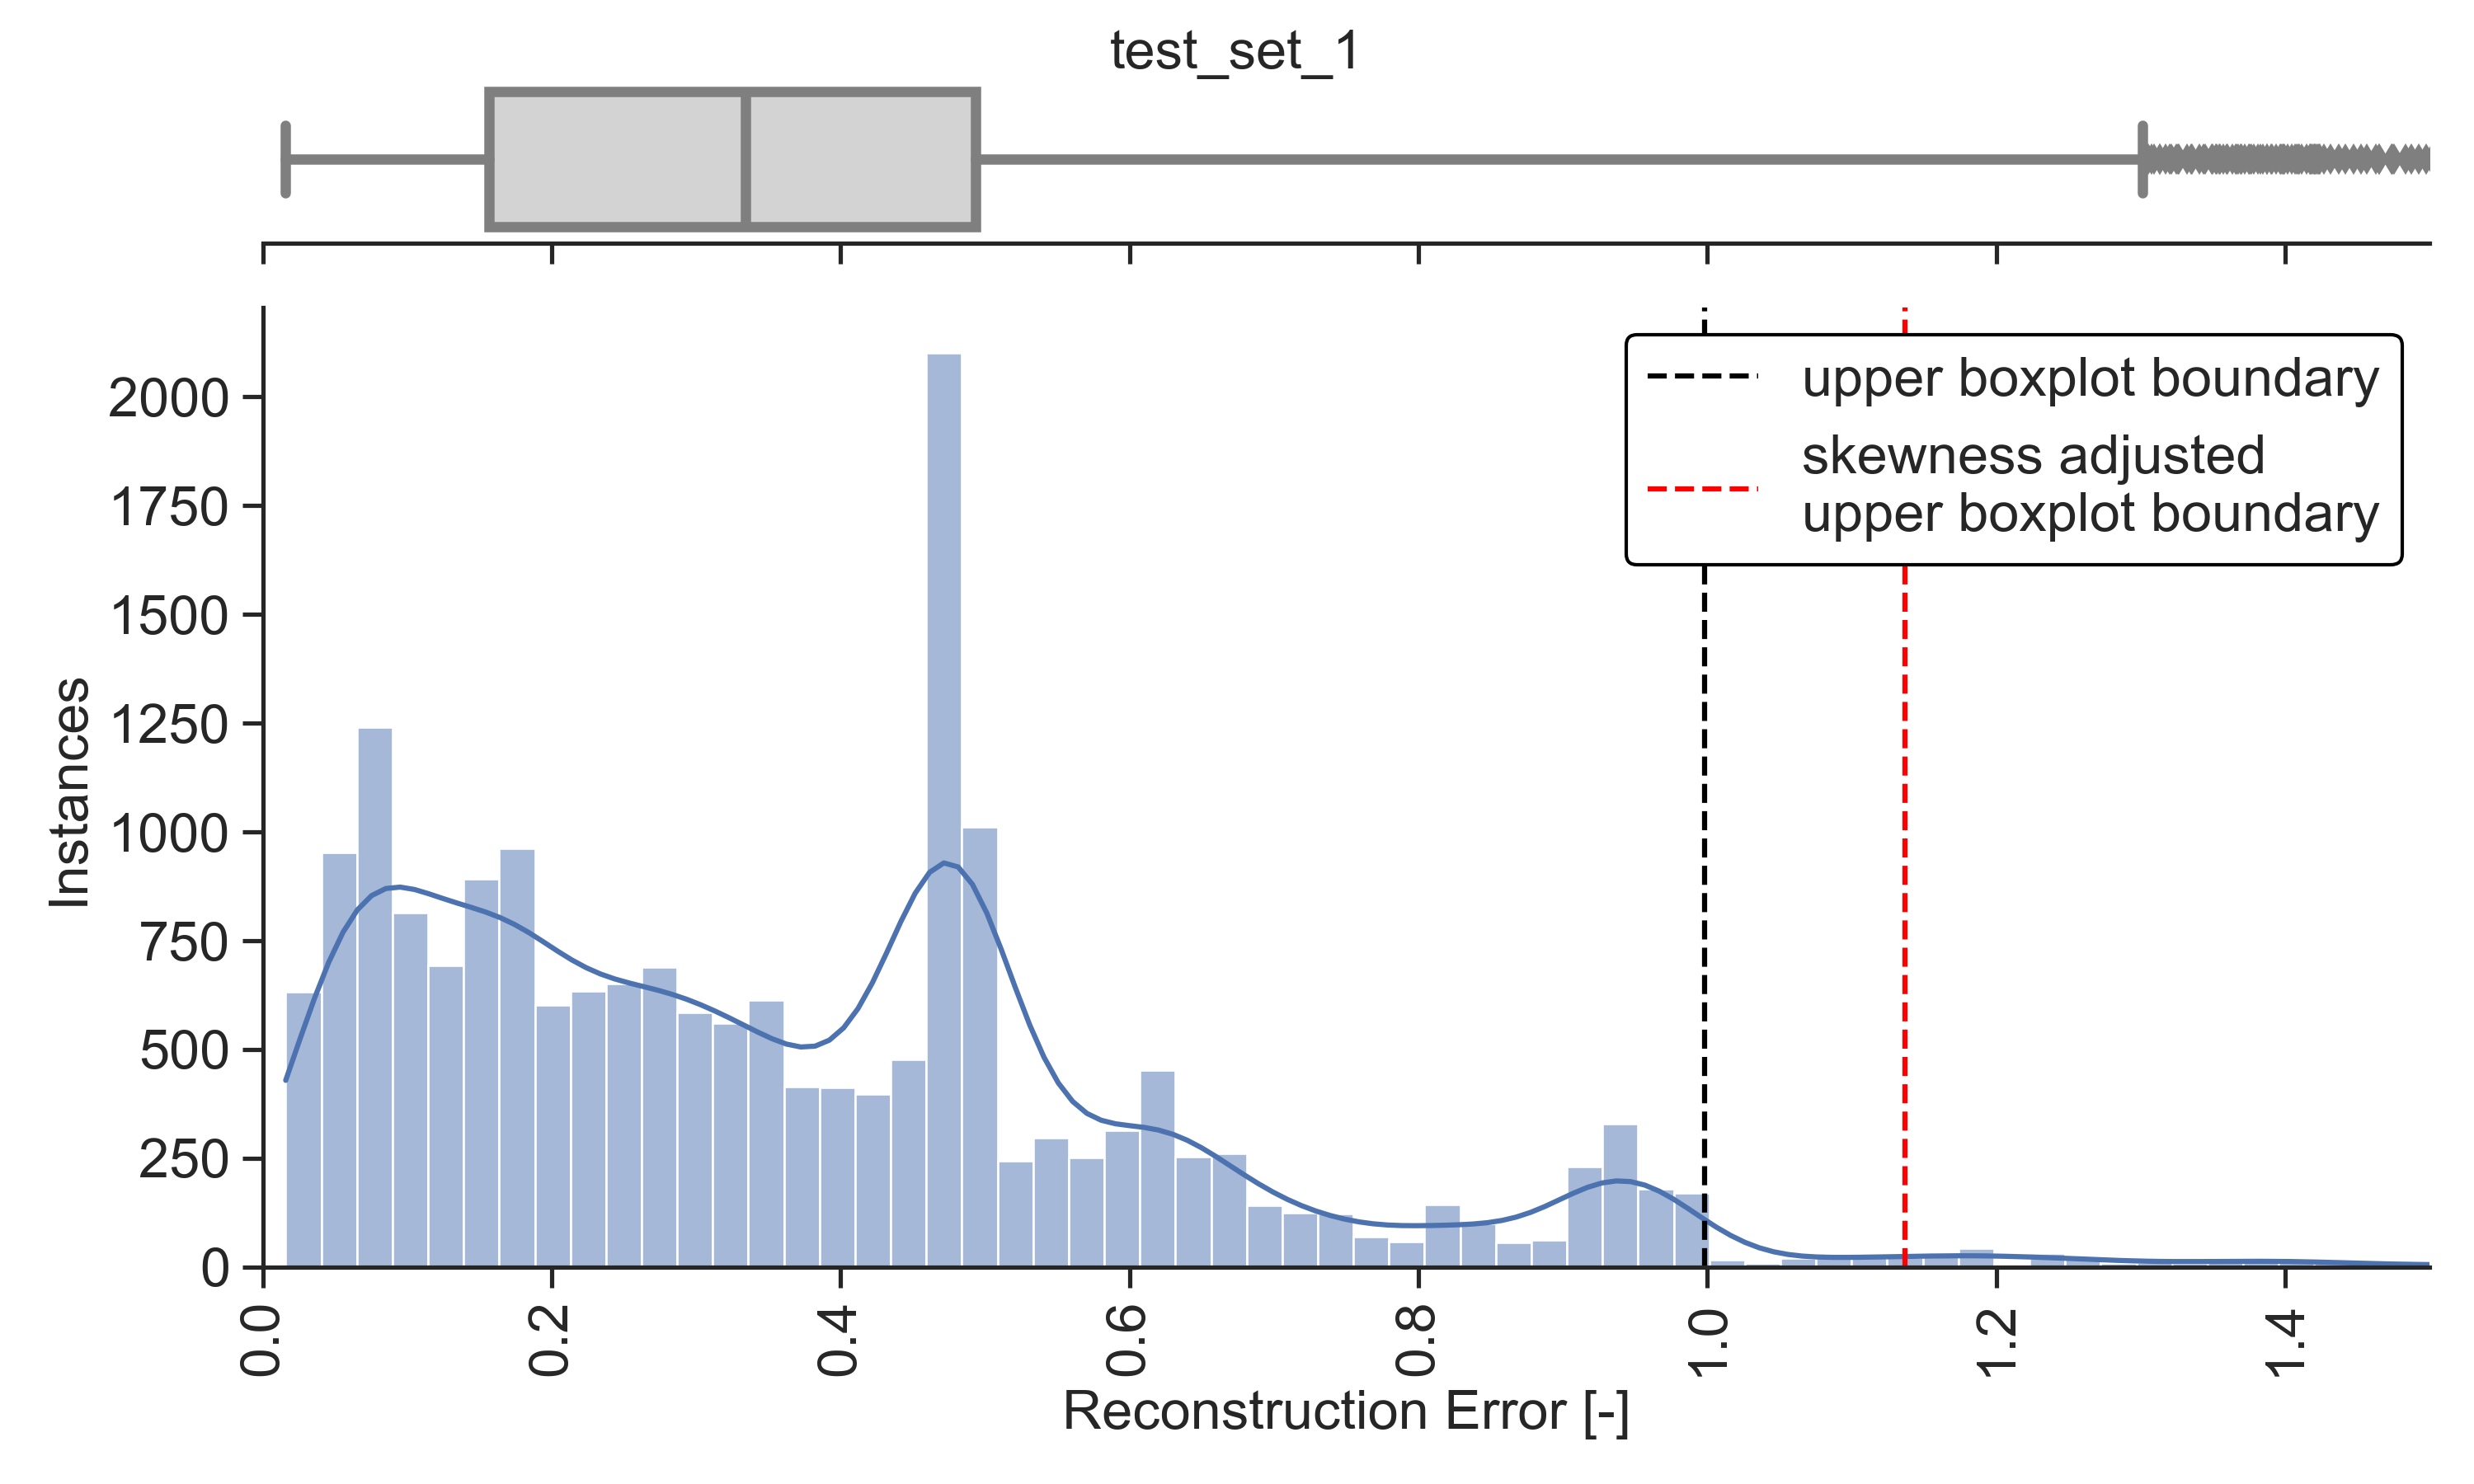 test_set_1
2000
1750
1500
1250
1000
750
500
250
0
Instances
upper boxplot boundary
skewness adjusted
upper boxplot boundary
0.0
0.2
0.4
0.6
0.8
1.0
1.2
1.4
Reconstruction Error [-]